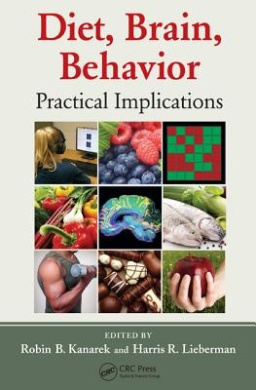 Diet, Brain,
Behavior
Practical Implications
EDITED BY
Robin B. Kanarek and Harris R. Lieberman
CRC Press